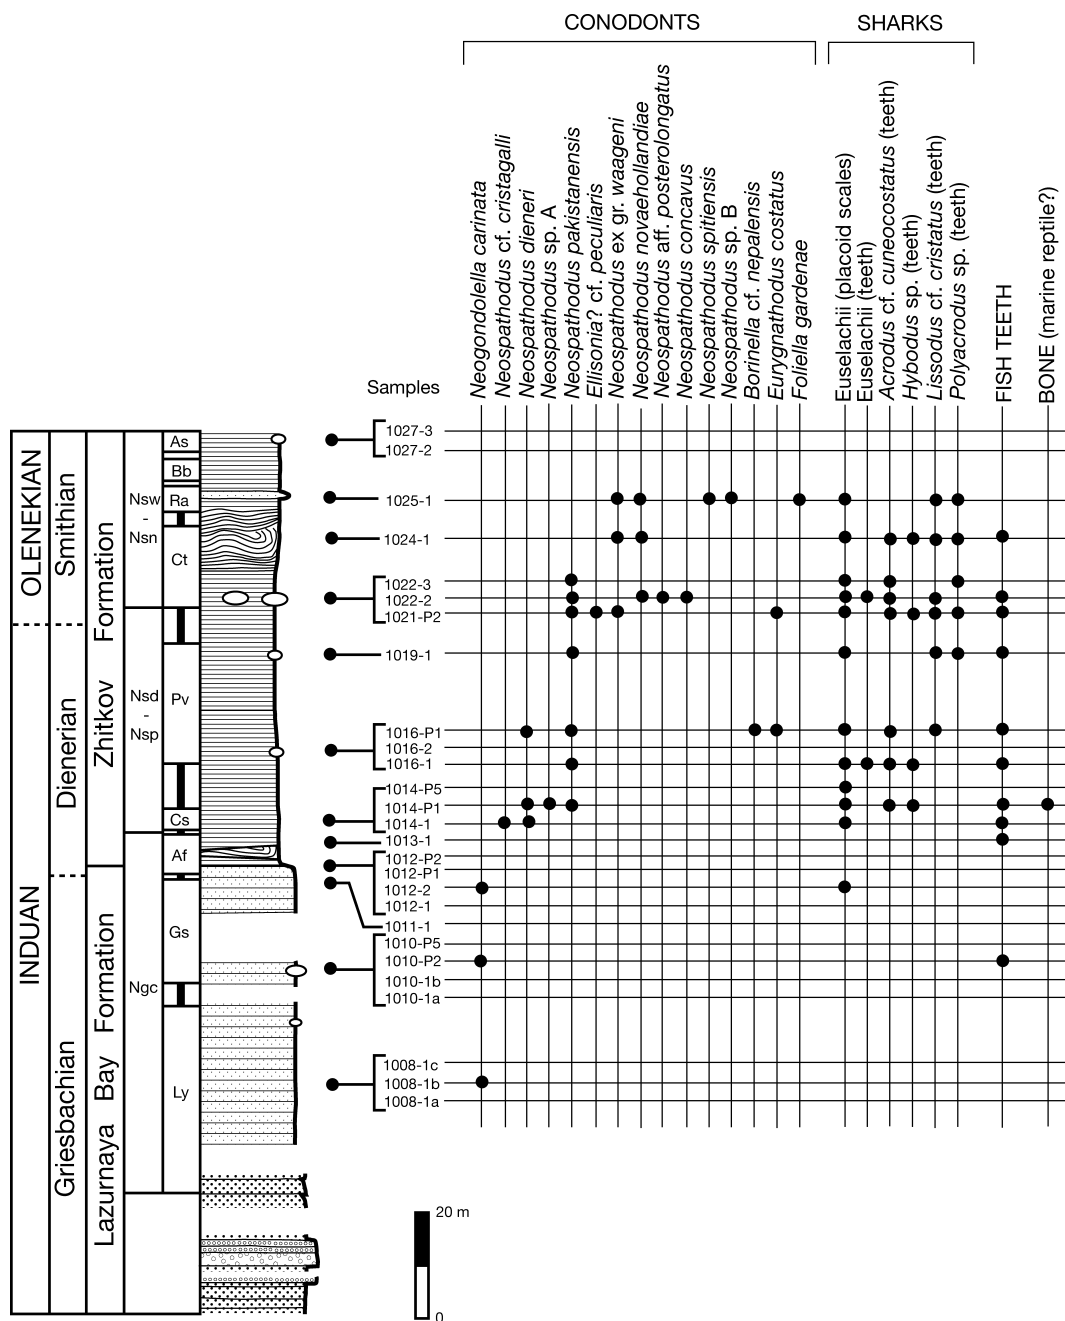 CONODONTS
SHARKS
Neogondolella carinata
Neospathodus cf. cristagalli
Neospathodus dieneri
Neospathodus sp. A
Neospathodus pakistanensis
Ellisonia? cf. peculiaris
Neospathodus ex gr. waageni
Neospathodus novaehollandiae
Neospathodus aff. posterolongatus
Neospathodus concavus
Neospathodus spitiensis
Neospathodus sp. B
Borinella cf. nepalensis
Eurygnathodus costatus
Foliella gardenae
Euselachii (placoid scales)
Euselachii (teeth)
Acrodus cf. cuneocostatus (teeth)
Hybodus sp. (teeth)
Lissodus cf. cristatus (teeth)
Polyacrodus sp. (teeth)
FISH TEETH
BONE (marine reptile?)
Samples
OLENEKIAN
INDUAN
Smithian
Dienerian
Griesbachian
Zhitkov Formation
Lazurnaya Bay Formation
Nsw
-
Nsn
Nsd
-
Nsp
Ngc
As
Bb
Ra
Ct
Pv
Cs
Af
Gs
Ly
1027-3
1027-2
1025-1
1024-1
1022-3
1022-2
1021-P2
1019-1
1016-P1
1016-2
1016-1
1014-P5
1014-P1
1014-1
1013-1
1012-P2
1012-P1
1012-2
1012-1
1011-1
1010-P5
1010-P2
1010-1b
1010-1a
1008-1c
1008-1b
1008-1a
20 m
0